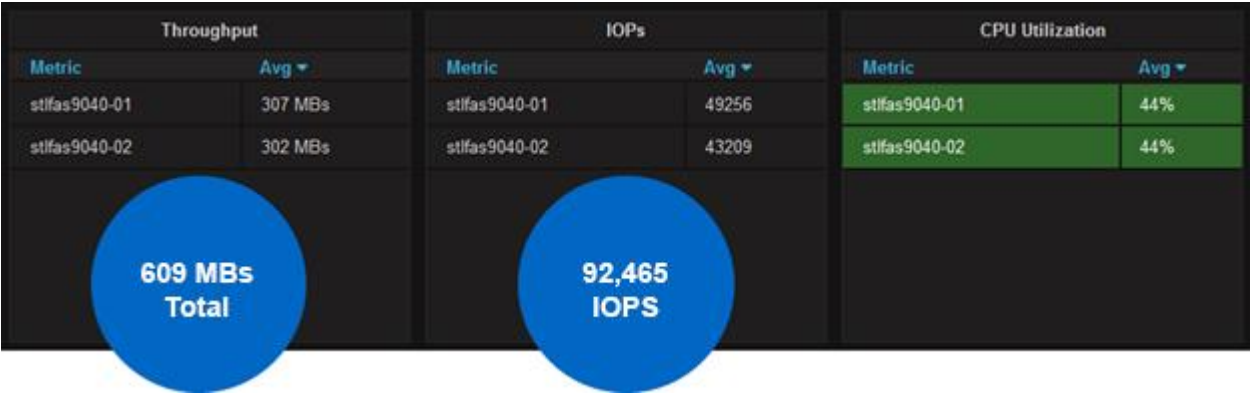 Throughput
Metric Avg
stlfas9040-01 307 MBs
stlfas9040-02 302 MBs
609 MBs
Total
IOPs
Metric Avg
stlfas9040-01 49256
stlfas9040-02 43209
92,465
IOPS
CPU Utilization
Metric Avg
stlfas9040-01 44%
stlfas9040-02 44%